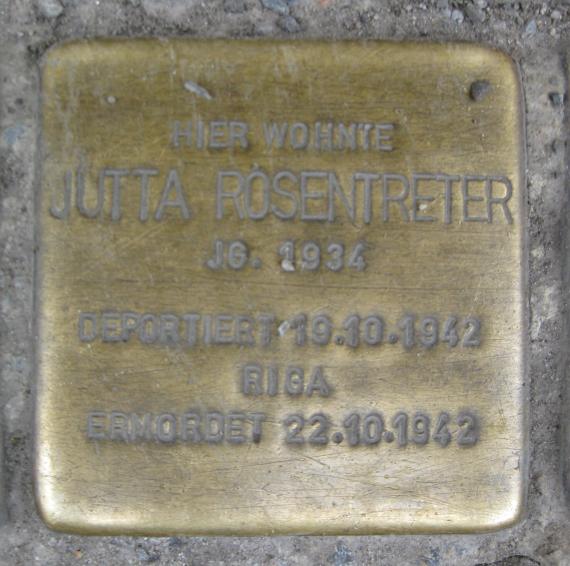 HIER WOHNTE
JUTTA ROSENTRETER
JG. 1934
DEPORTIERT 19.10.1942
RIGA
ERMORDET 22.10.1942